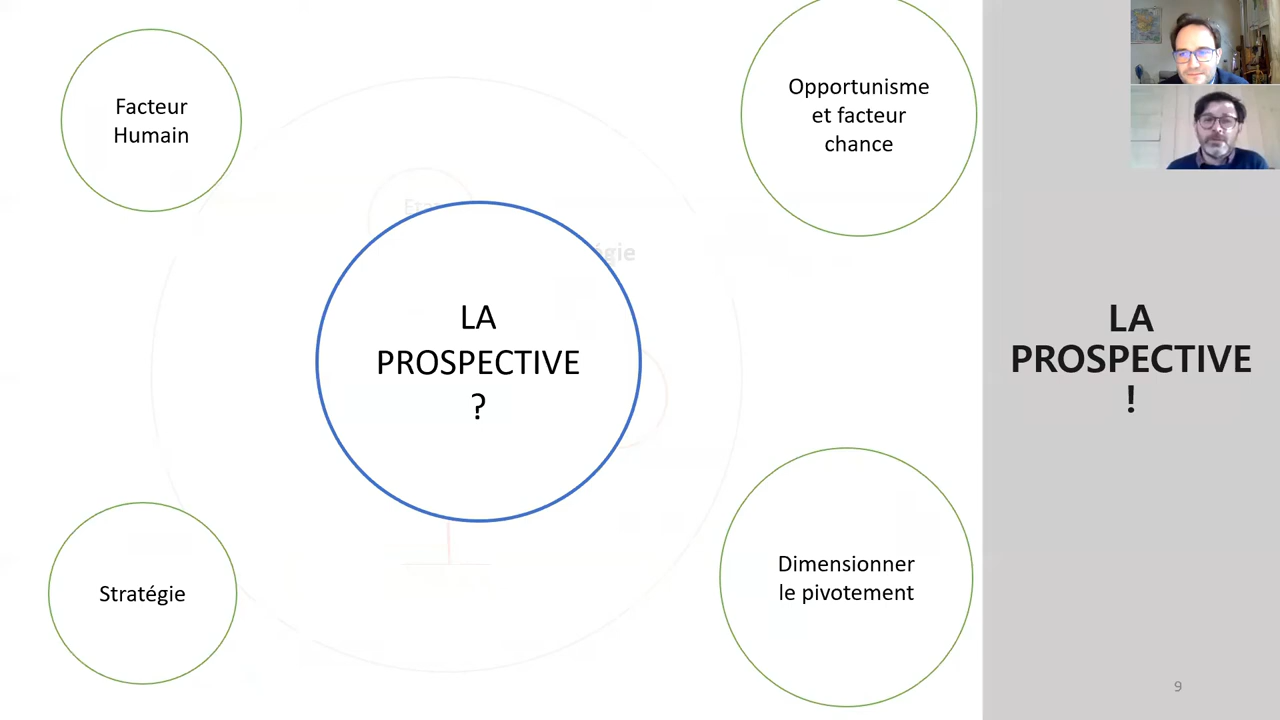 Facteur
Humain
Opportunisme
et facteur
chance
LA
PROSPECTIVE
?
Stratégie
Dimensionner
le pivotement
LA
PROSPECTIVE
!
9